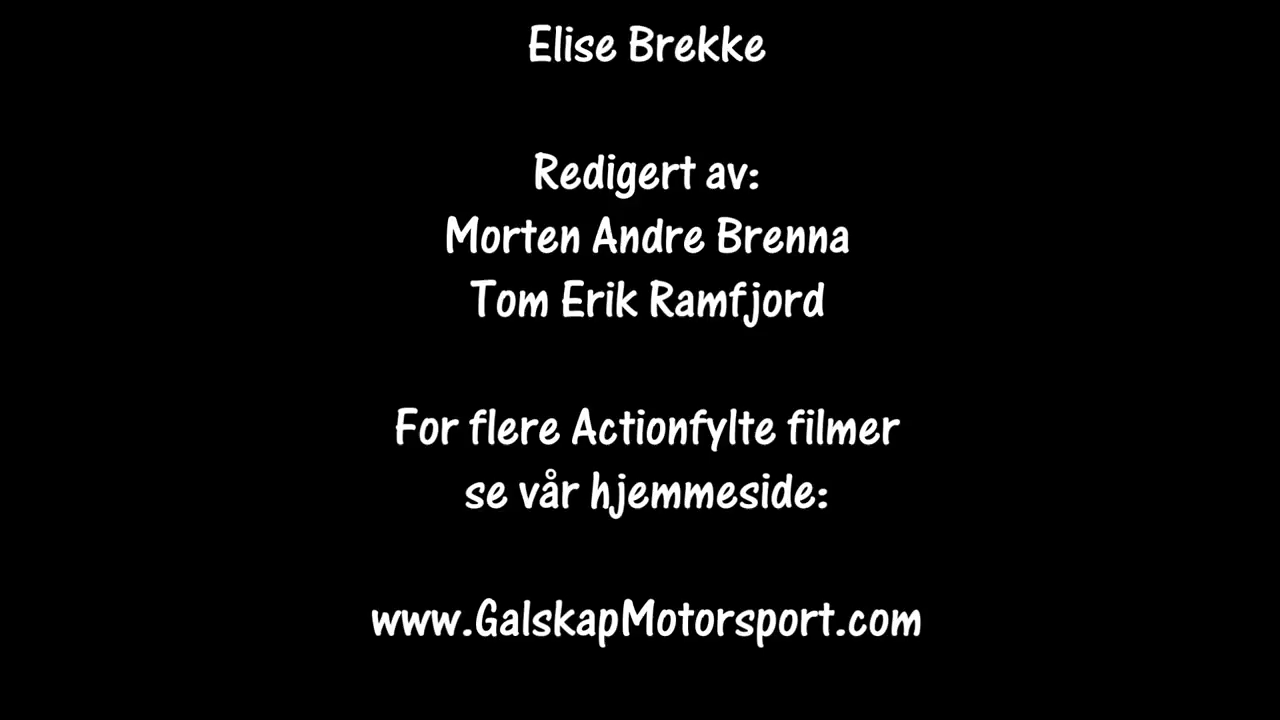 Elise Brekke
Redigert av:
Morten Andre Brenna
Tom Erik Ramfjord
For flere Actionfylte filmer
se vår hjemmeside:
www.GalskapMotorsport.com